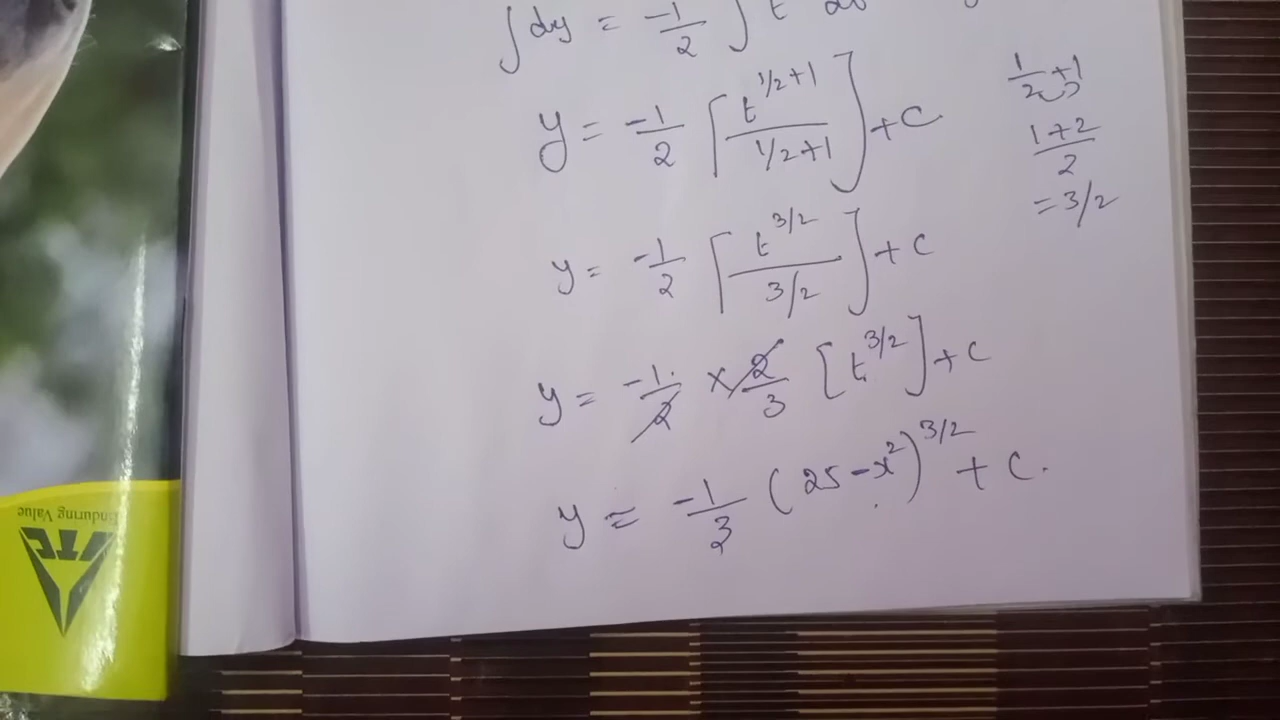 ∫dy = -1/2 ∫ t
y = -1/2 [t^(1/2+1) / (1/2+1)] + c
y = -1/2 [t^(3/2) / (3/2)] + c
y = -1/2 × 2/3 [t^(3/2)] + c
y = -1/3 (25-x²)^(3/2) + c.
1/2+1
(1+2)/2
= 3/2
Enduring Value
ITC